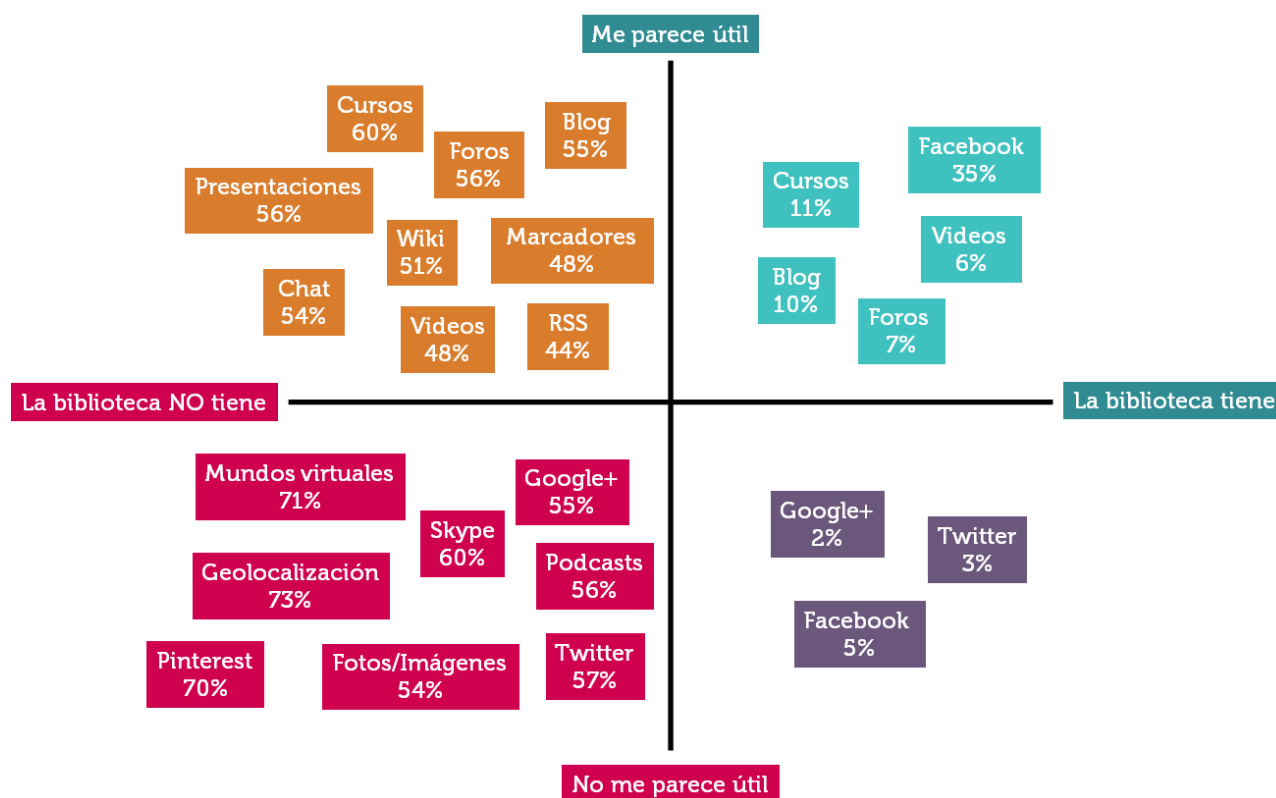 Me parece útil
Cursos
60%
Foros
56%
Blog
55%
Presentaciones
56%
Wiki
51%
Marcadores
48%
Chat
54%
Videos
48%
RSS
44%
Facebook
35%
Cursos
11%
Videos
6%
Blog
10%
Foros
7%
La biblioteca NO tiene
La biblioteca tiene
Mundos virtuales
71%
Google+
55%
Skype
60%
Geolocalización
73%
Podcasts
56%
Pinterest
70%
Fotos/Imágenes
54%
Twitter
57%
Google+
2%
Twitter
3%
Facebook
5%
No me parece útil